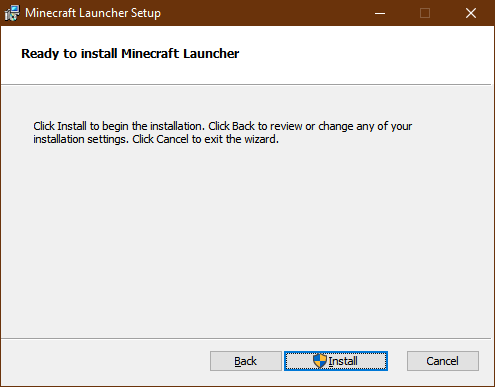 Minecraft Launcher Setup
Ready to install Minecraft Launcher
Click Install to begin the installation. Click Back to review or change any of your
installation settings. Click Cancel to exit the wizard.
Back
Install
Cancel